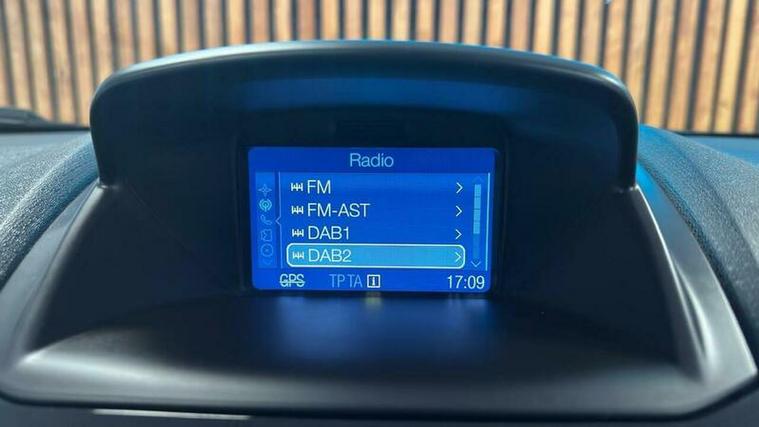 Radio
FM
FM-AST
DAB1
DAB2
GPS TP TA i 17:09